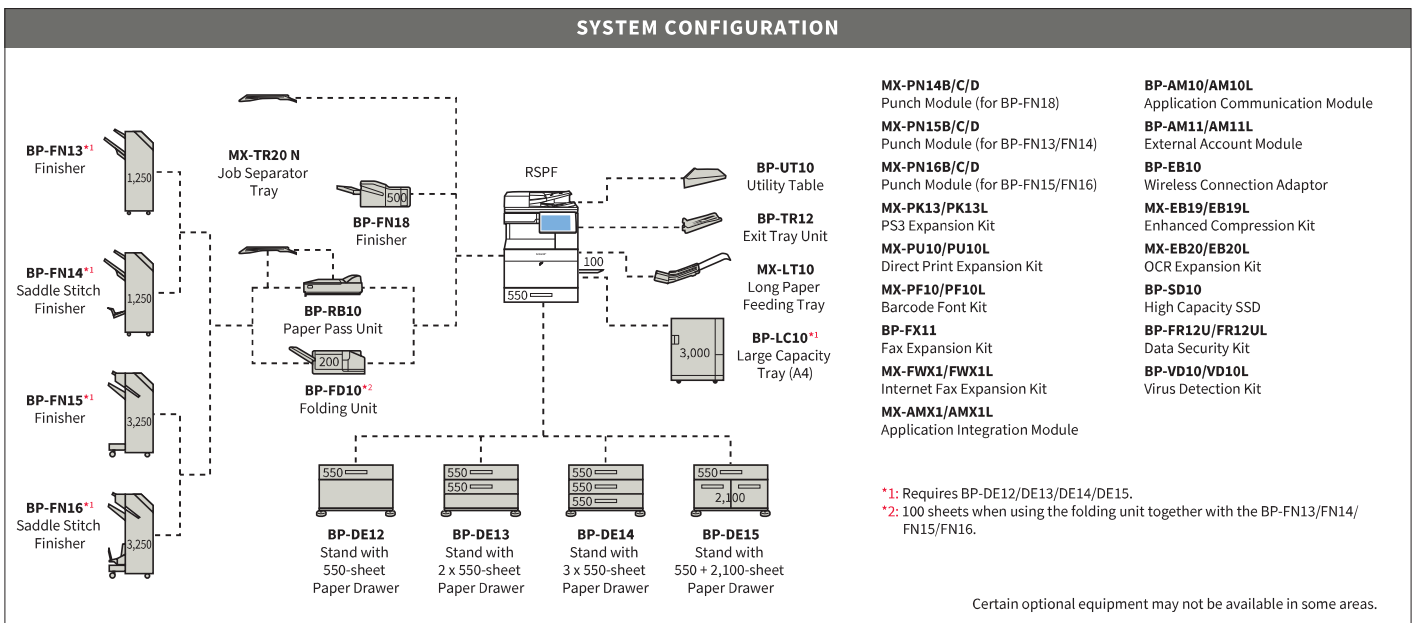 SYSTEM CONFIGURATION
BP-FN13*1
Finisher
1,250
BP-FN14*1
Saddle Stitch
Finisher
1,250
BP-FN15*1
Finisher
3,250
BP-FN16*1
Saddle Stitch
Finisher
3,250
MX-TR20 N
Job Separator
Tray
500
BP-FN18
Finisher
BP-RB10
Paper Pass Unit
200
BP-FD10*2
Folding Unit
RSPF
100
550
BP-UT10
Utility Table
BP-TR12
Exit Tray Unit
MX-LT10
Long Paper
Feeding Tray
3,000
BP-LC10*1
Large Capacity
Tray (A4)
550
BP-DE12
Stand with
550-sheet
Paper Drawer
550
550
BP-DE13
Stand with
2 x 550-sheet
Paper Drawer
550
550
550
BP-DE14
Stand with
3 x 550-sheet
Paper Drawer
550
2,100
BP-DE15
Stand with
550 + 2,100-sheet
Paper Drawer
MX-PN14B/C/D
Punch Module (for BP-FN18)
MX-PN15B/C/D
Punch Module (for BP-FN13/FN14)
MX-PN16B/C/D
Punch Module (for BP-FN15/FN16)
MX-PK13/PK13L
PS3 Expansion Kit
MX-PU10/PU10L
Direct Print Expansion Kit
MX-PF10/PF10L
Barcode Font Kit
BP-FX11
Fax Expansion Kit
MX-FWX1/FWX1L
Internet Fax Expansion Kit
MX-AMX1/AMX1L
Application Integration Module
BP-AM10/AM10L
Application Communication Module
BP-AM11/AM11L
External Account Module
BP-EB10
Wireless Connection Adaptor
MX-EB19/EB19L
Enhanced Compression Kit
MX-EB20/EB20L
OCR Expansion Kit
BP-SD10
High Capacity SSD
BP-FR12U/FR12UL
Data Security Kit
BP-VD10/VD10L
Virus Detection Kit
*1: Requires BP-DE12/DE13/DE14/DE15.
*2: 100 sheets when using the folding unit together with the BP-FN13/FN14/
FN15/FN16.
Certain optional equipment may not be available in some areas.